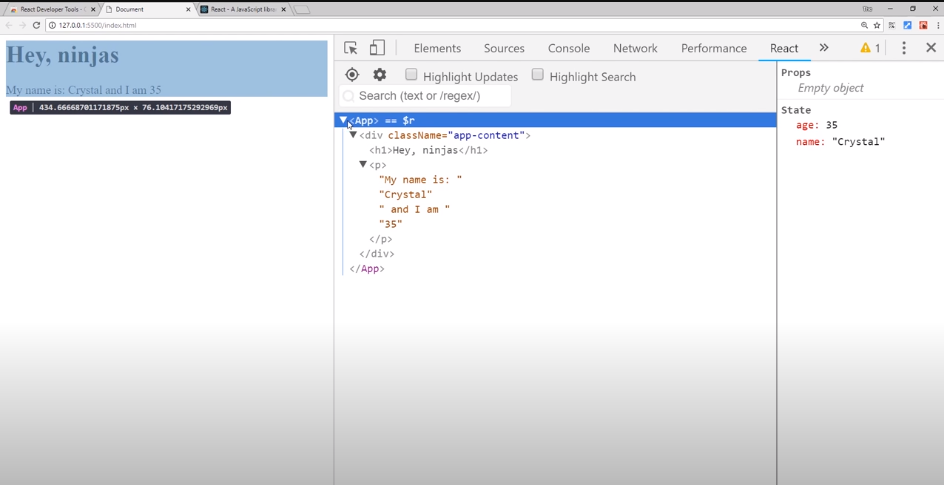 React Developer Tools - C
Document
React - A JavaScript libra
127.0.0.1:5500/index.html
Hey, ninjas
My name is: Crystal and I am 35
App | 434.66668701171875px × 76.10417175292969px
Elements Sources Console Network Performance React » 1
Highlight Updates Highlight Search
Search (text or /regex/)
<App> == $r
<div className="app-content">
<h1>Hey, ninjas</h1>
<p>
"My name is: "
"Crystal"
" and I am "
"35"
</p>
</div>
</App>
Props
Empty object
State
age: 35
name: "Crystal"